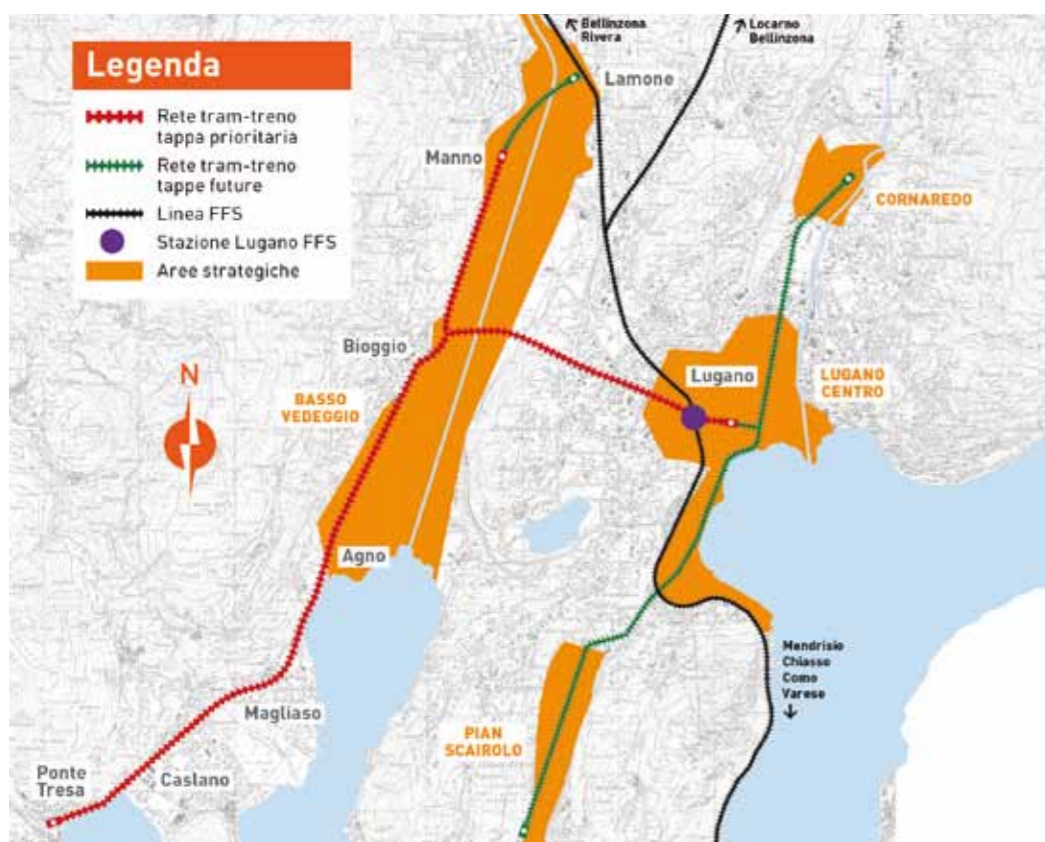 Legenda
Rete tram-treno
tappa prioritaria
Rete tram-treno
tappe future
Linea FFS
Stazione Lugano FFS
Aree strategiche
Bellinzona
Rivera
Locarno
Bellinzona
Lamone
Manno
CORNAREDO
Bioggio
Lugano
LUGANO
CENTRO
N
BASSO
VEDEGGIO
Agno
Mendrisio
Chiasso
Como
Varese
Magliaso
PIAN
SCAIROLO
Ponte
Tresa
Caslano